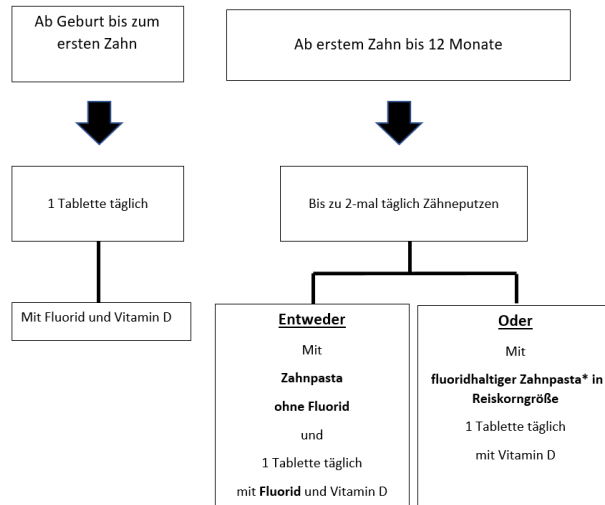 Ab Geburt bis zum
ersten Zahn
Ab erstem Zahn bis 12 Monate
1 Tablette täglich
Bis zu 2-mal täglich Zähneputzen
Mit Fluorid und Vitamin D
Entweder
Mit
Zahnpasta
ohne Fluorid
und
1 Tablette täglich
mit Fluorid und Vitamin D
Oder
Mit
fluoridhaltiger Zahnpasta* in
Reiskorngröße
1 Tablette täglich
mit Vitamin D